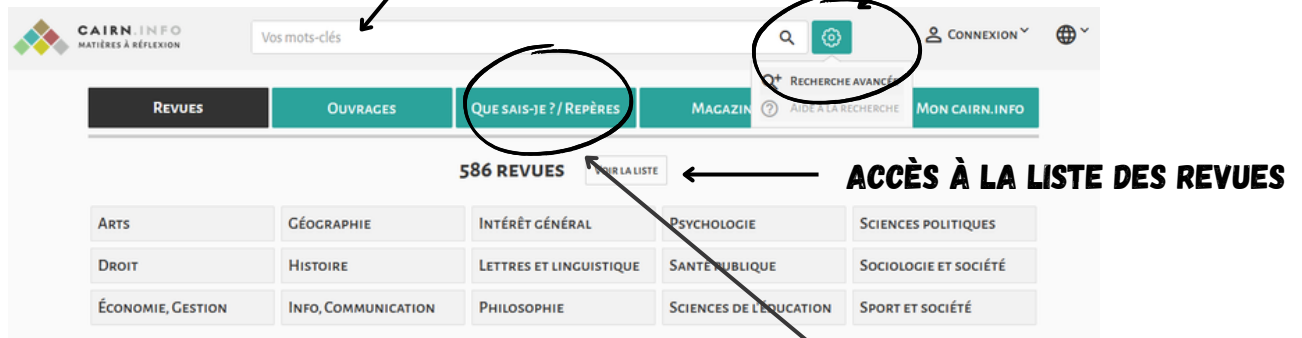 CAIRN.INFO
MATIÈRES À RÉFLEXION
Vos mots-clés
CONNEXION
RECHERCHE AVANCÉE
AIDE À LA RECHERCHE
REVUES
OUVRAGES
QUE SAIS-JE ? / REPÈRES
MAGAZIN
MON CAIRN.INFO
586 REVUES
VOIR LA LISTE
ACCÈS À LA LISTE DES REVUES
ARTS
GÉOGRAPHIE
INTÉRÊT GÉNÉRAL
PSYCHOLOGIE
SCIENCES POLITIQUES
DROIT
HISTOIRE
LETTRES ET LINGUISTIQUE
SANTÉ PUBLIQUE
SOCIOLOGIE ET SOCIÉTÉ
ÉCONOMIE, GESTION
INFO, COMMUNICATION
PHILOSOPHIE
SCIENCES DE L'ÉDUCATION
SPORT ET SOCIÉTÉ